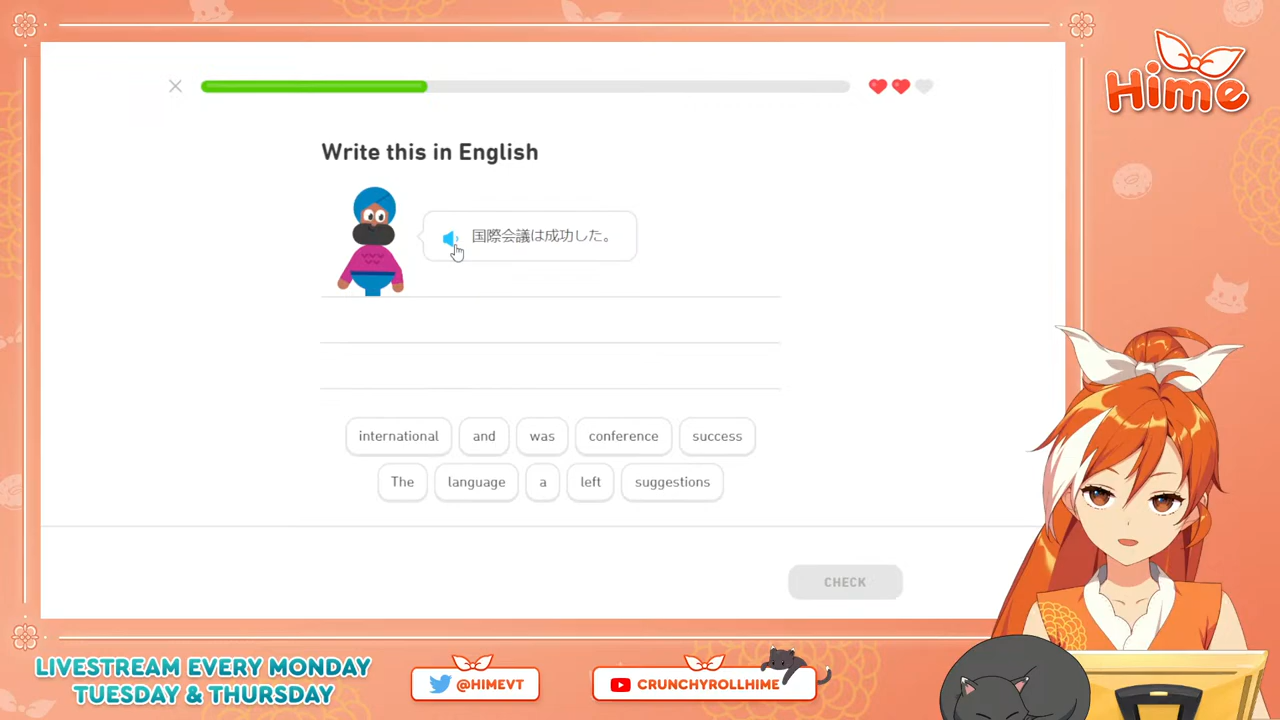 Hime
Write this in English
国際会議は成功した。
international and was conference success
The language a left suggestions
CHECK
LIVESTREAM EVERY MONDAY
TUESDAY & THURSDAY
@HIMEVT
CRUNCHYROLLHIME